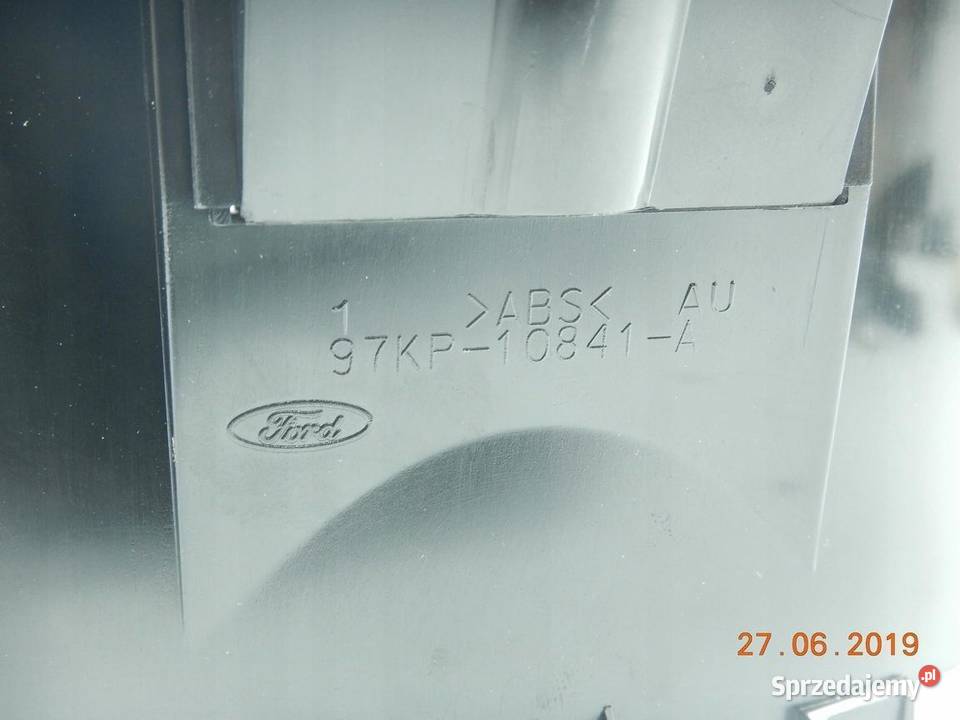 1 >ABS< AU
97KP-10841-A
Ford
27.06.2019
Sprzedajemy.pl